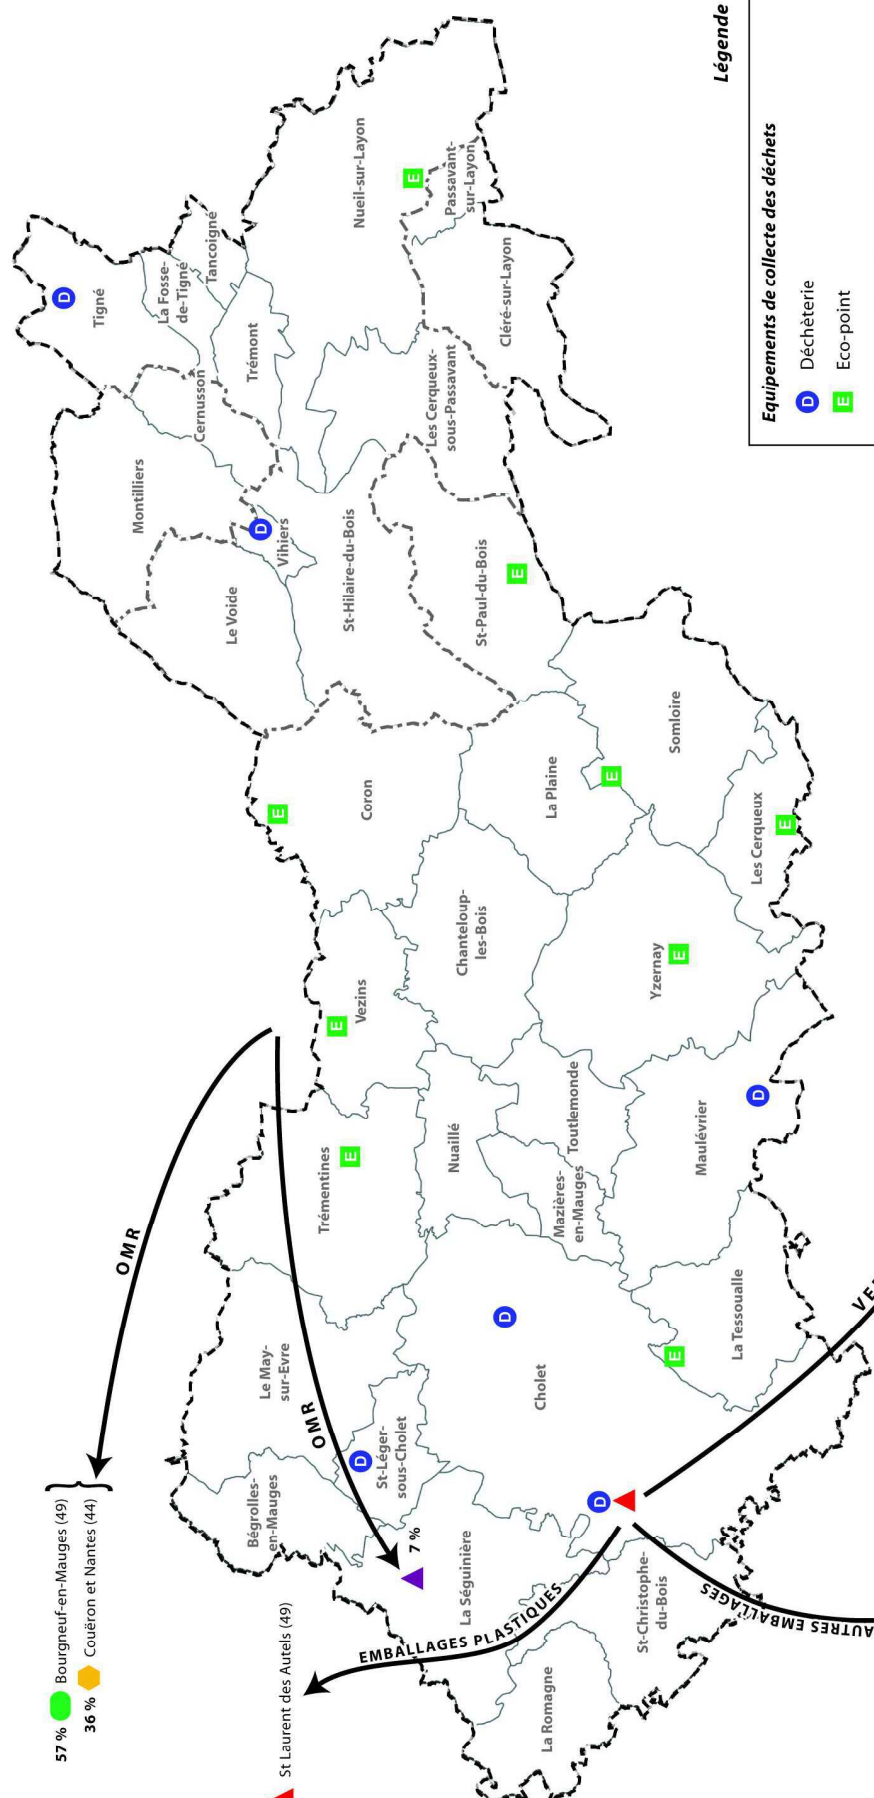 57 % Bourgneuf-en-Mauges (49)
36 % Couëron et Nantes (44)
St Laurent des Autels (49)
OMR
OMR
7 %
EMBALLAGES PLASTIQUES
AUTRES EMBALLAGES
Bégrolles-
en-Mauges
Le May-
sur-Evre
St-Léger-
sous-Cholet
La Séguinière
La Romagne
St-Christophe-
du-Bois
Cholet
La Tessoualle
Trémentines
Nuaillé
Mazières-
en-Mauges
Toutlemonde
Maulévrier
Vezins
Chanteloup-
les-Bois
Yzernay
Coron
La Plaine
Somloire
Les Cerqueux
Le Voide
Vihiers
St-Hilaire-du-Bois
St-Paul-du-Bois
Montilliers
Cernusson
Les Cerqueux-
sous-Passavant
Tigné
La Fosse-
de-Tigné
Tancoigné
Trémont
Nueil-sur-Layon
Passavant-
sur-Layon
Cléré-sur-Layon
D
D
D
D
D
D
E
E
E
E
E
E
E
E
E
Légende
Equipements de collecte des déchets
D Déchèterie
E Eco-point